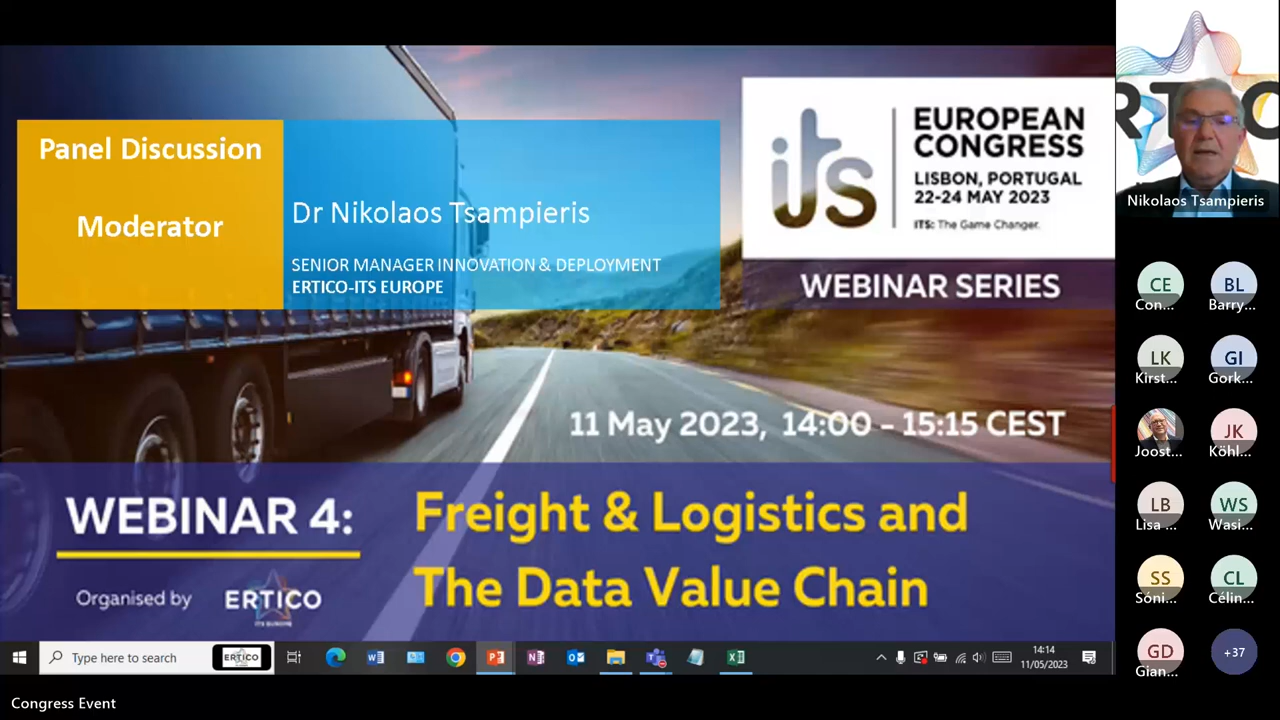 Panel Discussion
Moderator
Dr Nikolaos Tsampieris
SENIOR MANAGER INNOVATION & DEPLOYMENT
ERTICO-ITS EUROPE
its
EUROPEAN
CONGRESS
LISBON, PORTUGAL
22-24 MAY 2023
ITS: The Game Changer.
WEBINAR SERIES
11 May 2023, 14:00 - 15:15 CEST
WEBINAR 4:
Freight & Logistics and
The Data Value Chain
Organised by
ERTICO
ITS EUROPE
Type here to search
ERTICO
14:14
11/05/2023
Congress Event
Nikolaos Tsampieris
CE
Con...
BL
Barry...
LK
Kirst...
GI
Gork...
Joost...
JK
Köhl...
LB
Lisa ...
WS
Wasi...
SS
Sóni...
CL
Célin...
GD
Gian...
+37